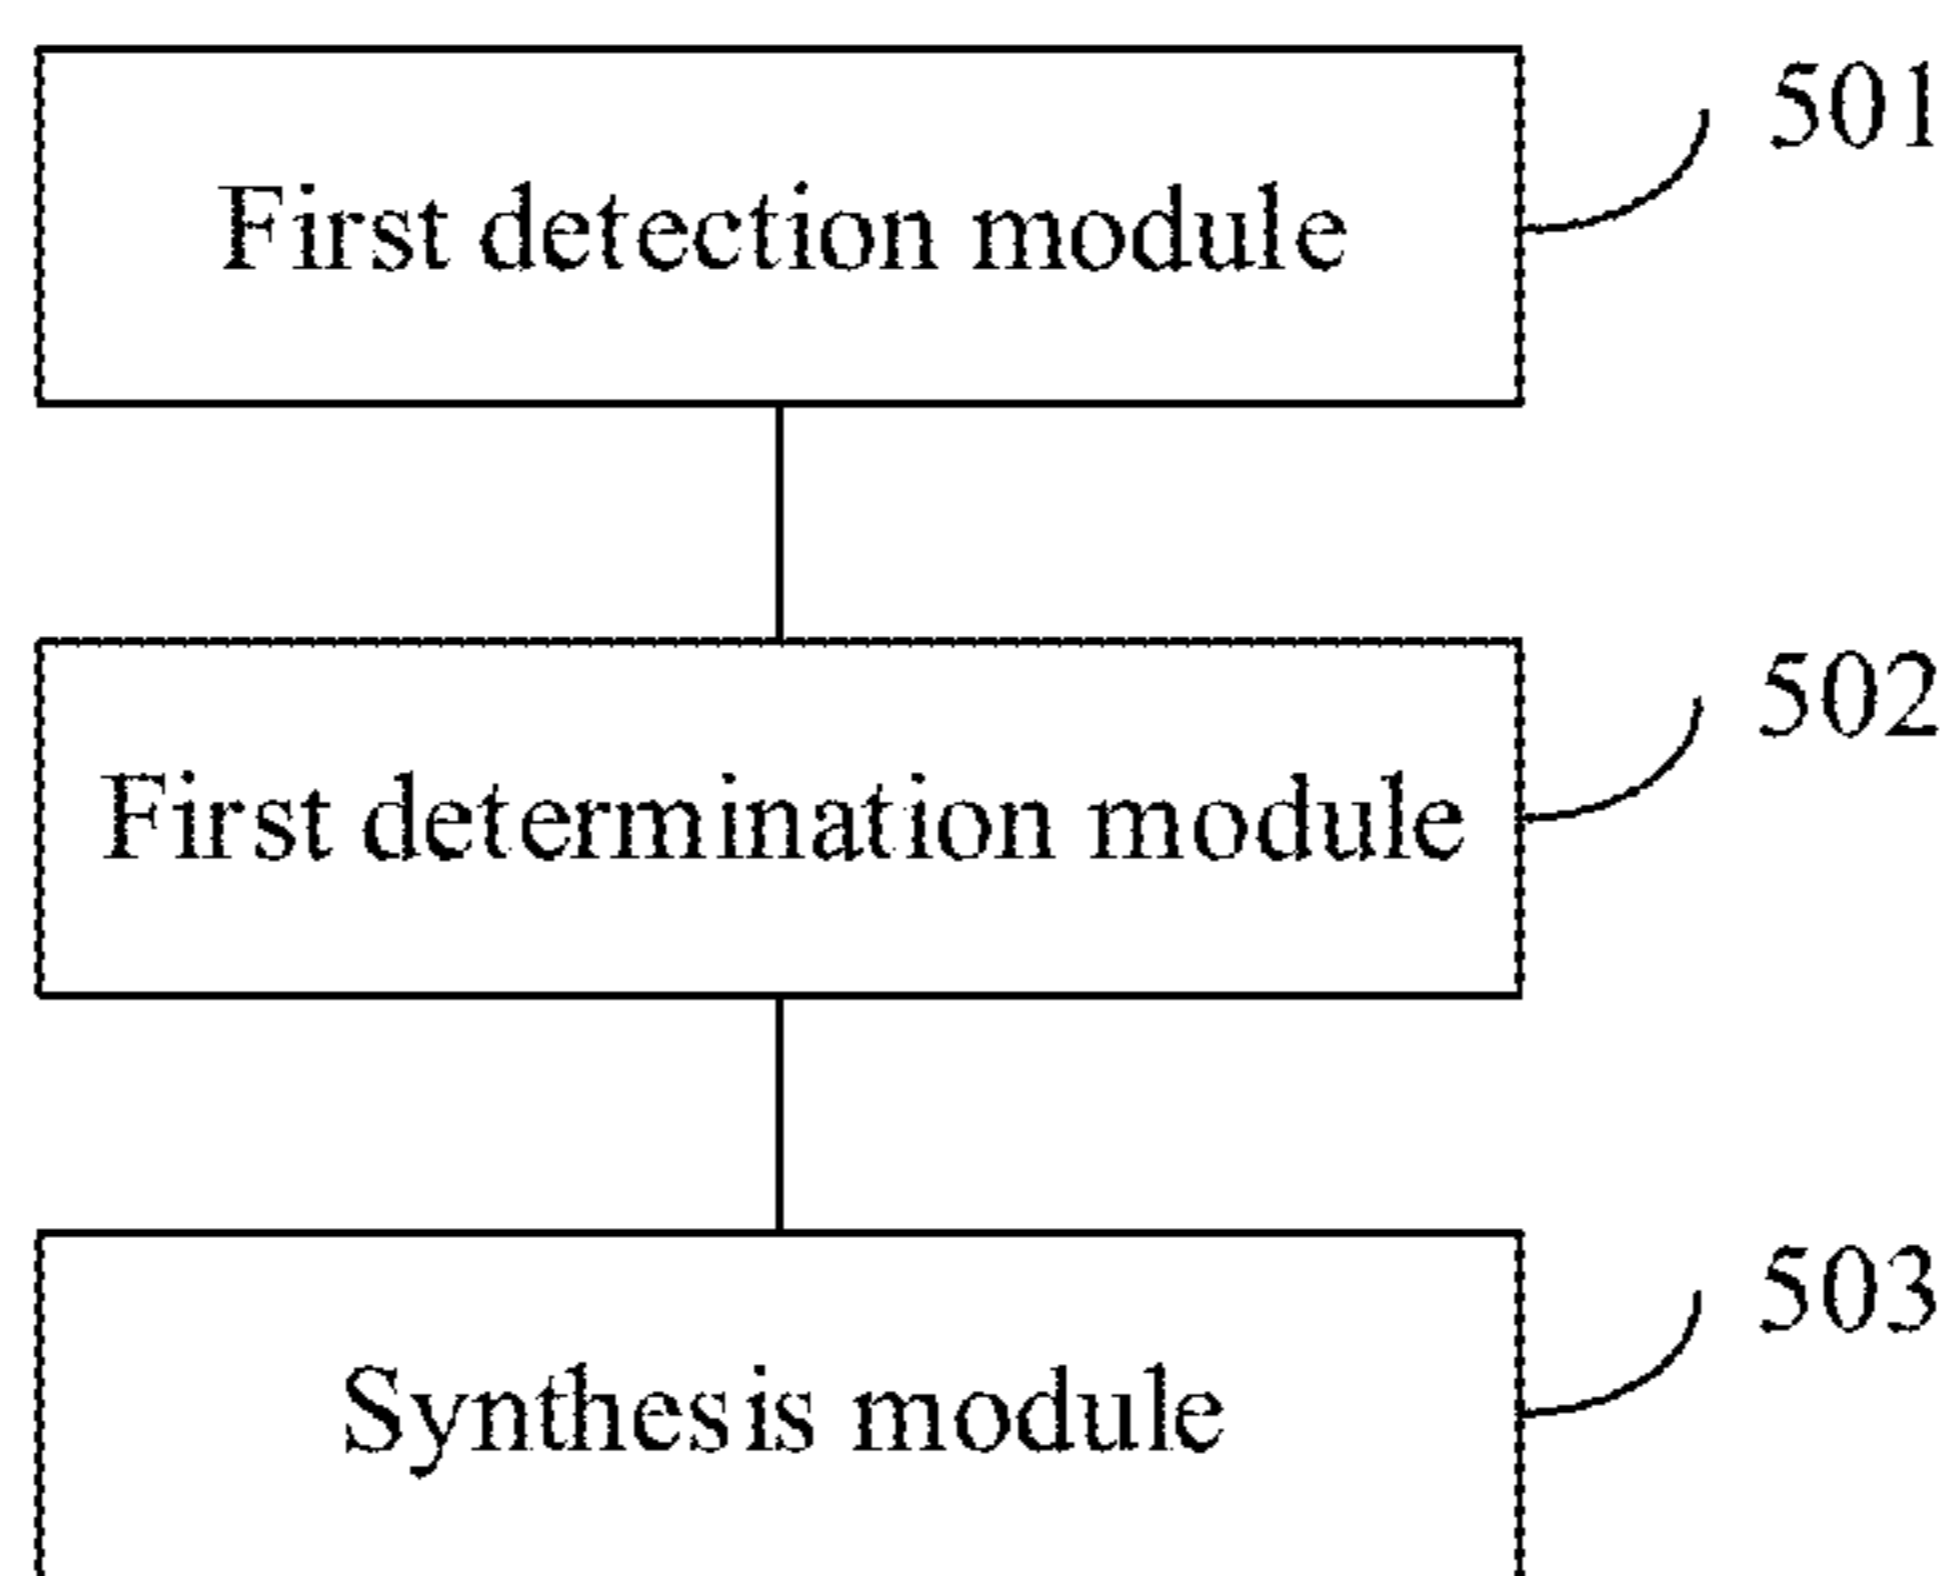 501
First detection module
502
First determination module
503
Synthesis module